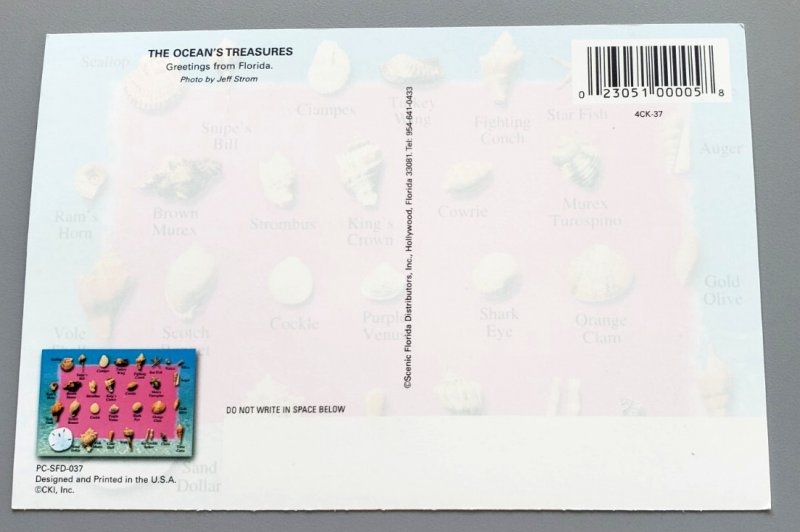 THE OCEAN'S TREASURES
Greetings from Florida.
Photo by Jeff Strom
0 23051 00005 8
4CK-37
Scallop
Ciampes
Turkey
Wing
Fighting
Conch
Star Fish
Snipe's
Bill
Auger
Ram's
Horn
Brown
Murex
Strombus
King's
Crown
Cowrie
Murex
Turospino
Gold
Olive
Vole
Scotch
Cockle
Purple
Venus
Shark
Eye
Orange
Clam
©Scenic Florida Distributors, Inc., Hollywood, Florida 33081 Tel: 954-641-0433
DO NOT WRITE IN SPACE BELOW
Sand
Dollar
PC-SFD-037
Designed and Printed in the U.S.A.
©CKI, Inc.